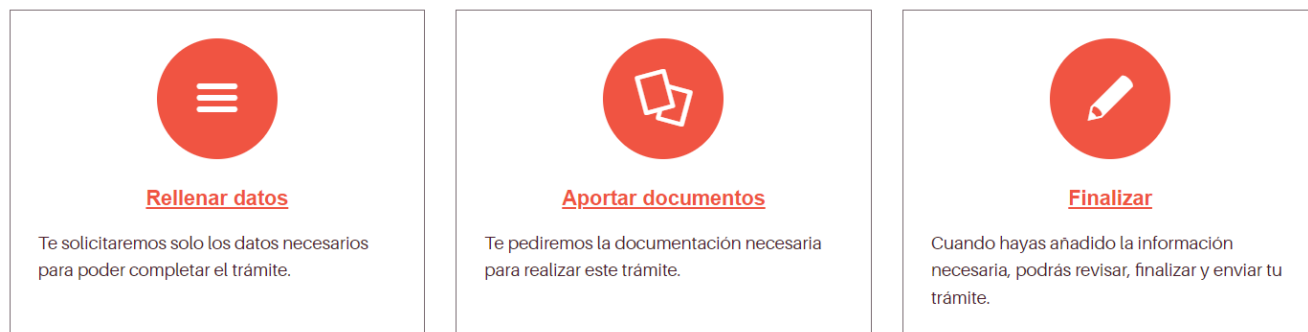 Rellenar datos
Te solicitaremos solo los datos necesarios
para poder completar el trámite.
Aportar documentos
Te pediremos la documentación necesaria
para realizar este trámite.
Finalizar
Cuando hayas añadido la información
necesaria, podrás revisar, finalizar y enviar tu
trámite.